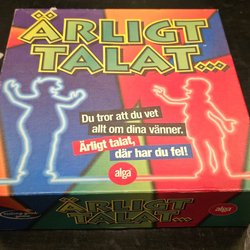 ÄRLIGT
TALAT...
Du tror att du vet
allt om dina vänner.
Ärligt talat,
där har du fel!
alga
ÄRLIGT
TALAT...
alga